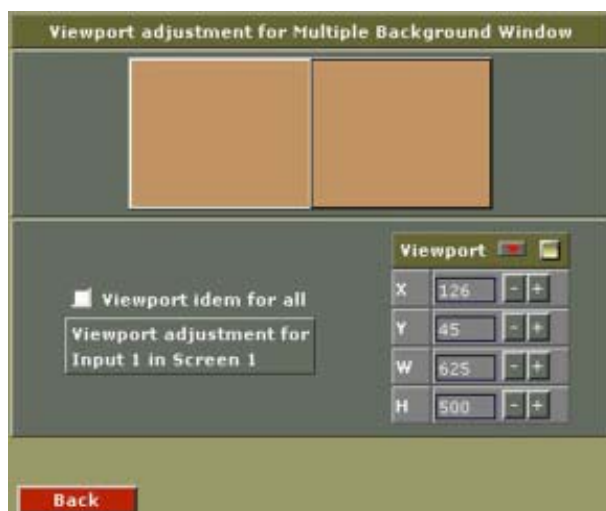 Viewport adjustment for Multiple Background Window
Viewport
Viewport idem for all
X 126 - +
Viewport adjustment for
Input 1 in Screen 1
Y 45 - +
W 625 - +
H 500 - +
Back